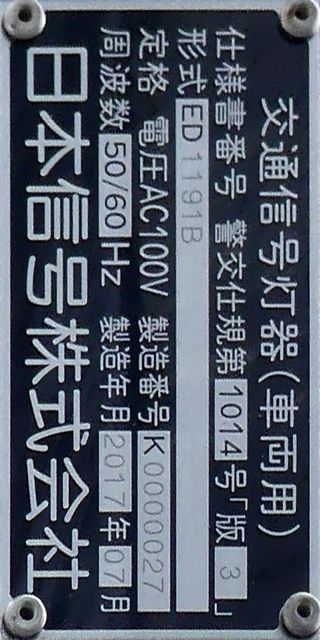 交通信号灯器(車両用)
仕様書番号 警交仕規第1014号「版3」
形式 ED1191B
定格 電圧AC100V 製造番号 K0000027
周波数 50/60Hz 製造年月 2017年07月
日本信号株式会社